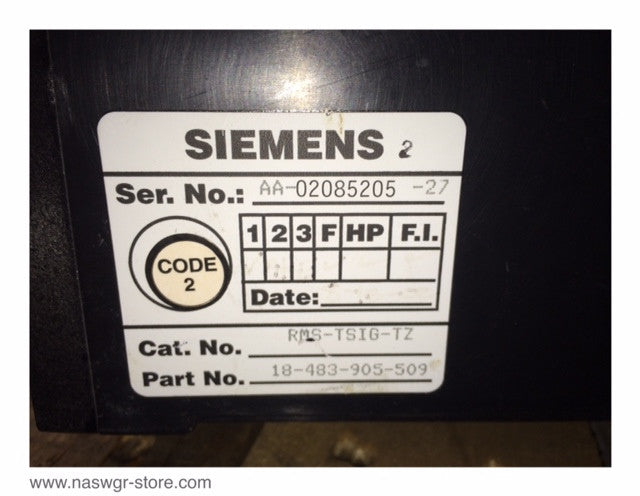 SIEMENS 2
Ser. No.: AA-02085205 -27
CODE 2
1 2 3 F HP F.I.
Date:
Cat. No. RMS-TSIG-TZ
Part No. 18-483-905-509
www.naswgr-store.com